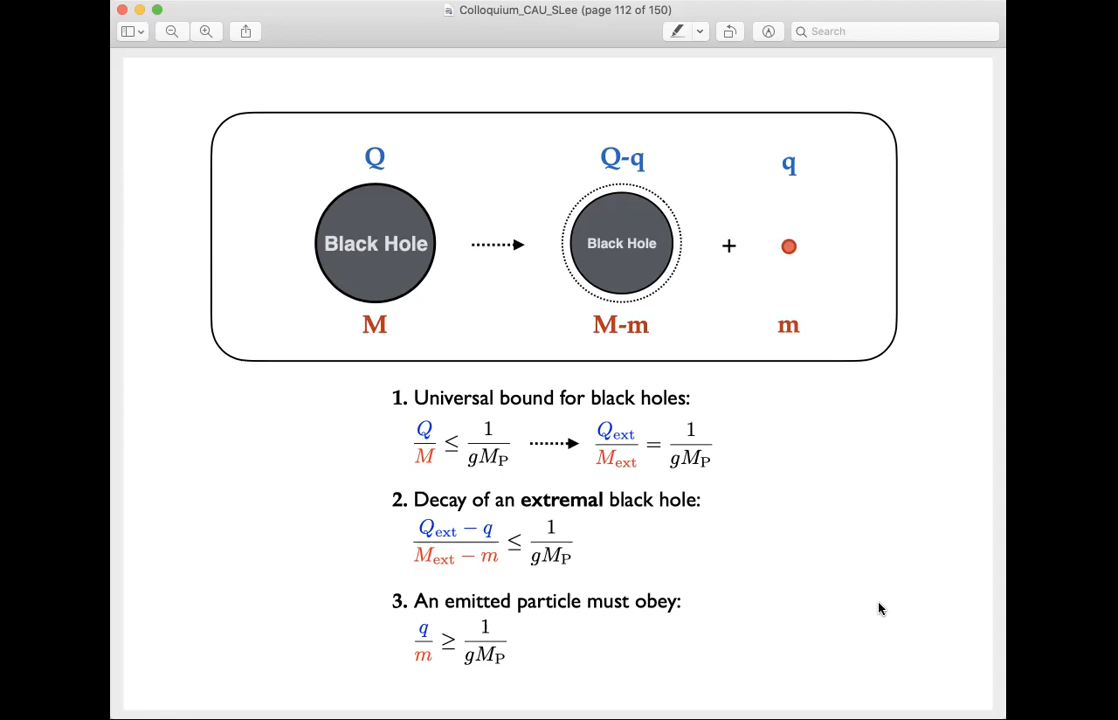 Colloquium_CAU_SLee (page 112 of 150)
Search
Q
Q-q
q
Black Hole
Black Hole
+
M
M-m
m
1. Universal bound for black holes:
Q/M ≤ 1/gM_P → Q_ext/M_ext = 1/gM_P
2. Decay of an extremal black hole:
(Q_ext − q)/(M_ext − m) ≤ 1/gM_P
3. An emitted particle must obey:
q/m ≥ 1/gM_P